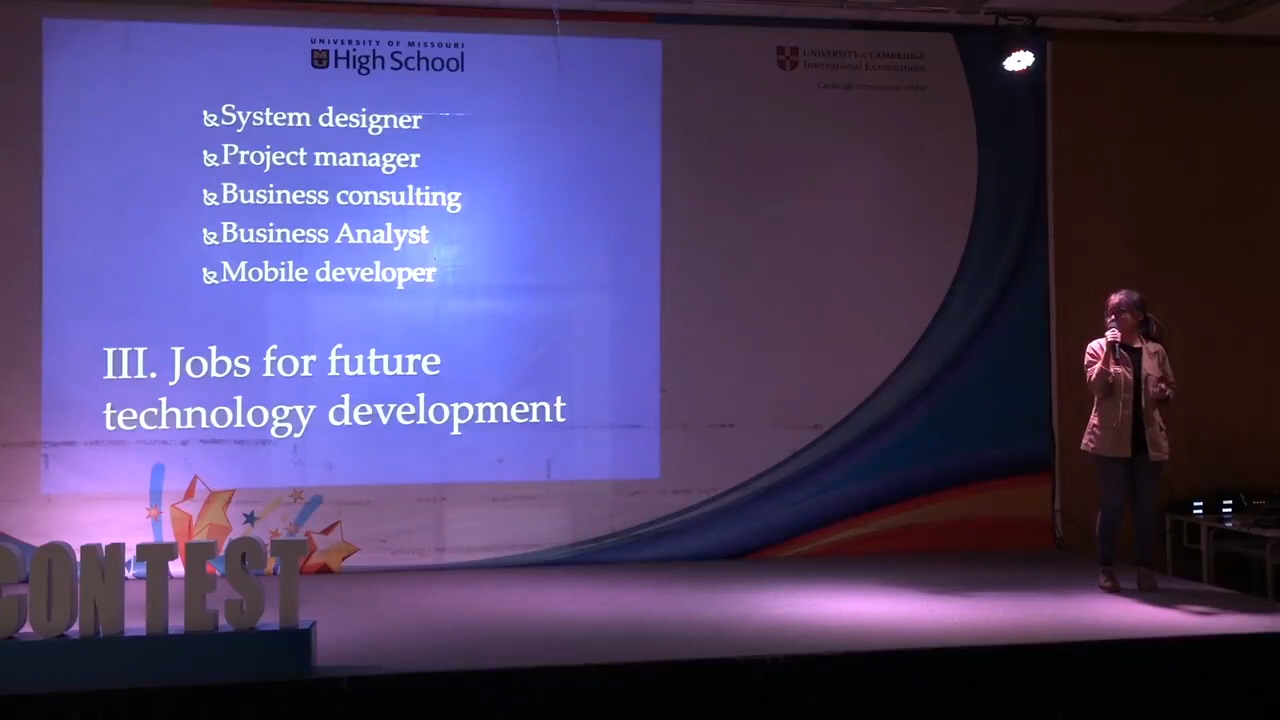 UNIVERSITY OF MISSOURI
High School
System designer
Project manager
Business consulting
Business Analyst
Mobile developer
III. Jobs for future
technology development
UNIVERSITY of CAMBRIDGE
International Examinations
CONTEST